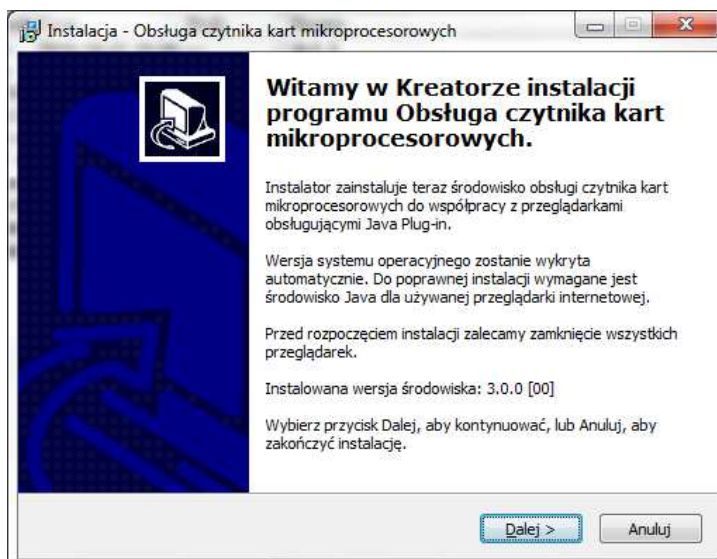 Instalacja - Obsługa czytnika kart mikroprocesorowych
Witamy w Kreatorze instalacji
programu Obsługa czytnika kart
mikroprocesorowych.
Instalator zainstaluje teraz środowisko obsługi czytnika kart
mikroprocesorowych do współpracy z przeglądarkami
obsługującymi Java Plug-in.
Wersja systemu operacyjnego zostanie wykryta
automatycznie. Do poprawnej instalacji wymagane jest
środowisko Java dla używanej przeglądarki internetowej.
Przed rozpoczęciem instalacji zalecamy zamknięcie wszystkich
przeglądarek.
Instalowana wersja środowiska: 3.0.0 [00]
Wybierz przycisk Dalej, aby kontynuować, lub Anuluj, aby
zakończyć instalację.
Dalej >
Anuluj